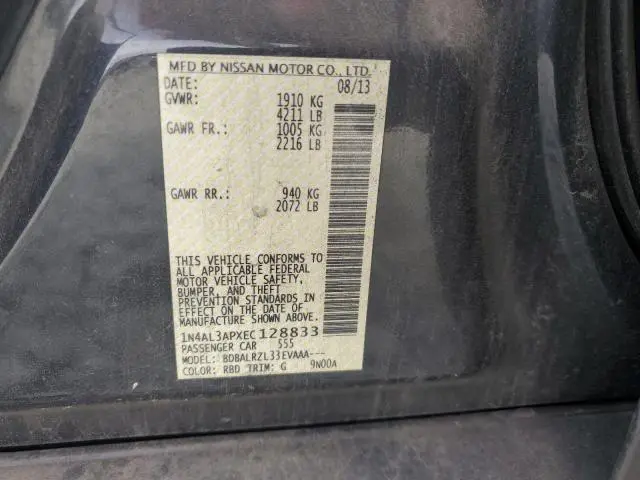 MFD BY NISSAN MOTOR CO., LTD.
DATE: 08/13
GVWR: 1910 KG
4211 LB
GAWR FR.: 1005 KG
2216 LB
GAWR RR.: 940 KG
2072 LB
THIS VEHICLE CONFORMS TO
ALL APPLICABLE FEDERAL
MOTOR VEHICLE SAFETY,
BUMPER, AND THEFT
PREVENTION STANDARDS IN
EFFECT ON THE DATE OF
MANUFACTURE SHOWN ABOVE.
1N4AL3APXEC128833
PASSENGER CAR 555
MODEL: BDBALRZL33EVAAA---
COLOR: RBD TRIM: G 9N00A